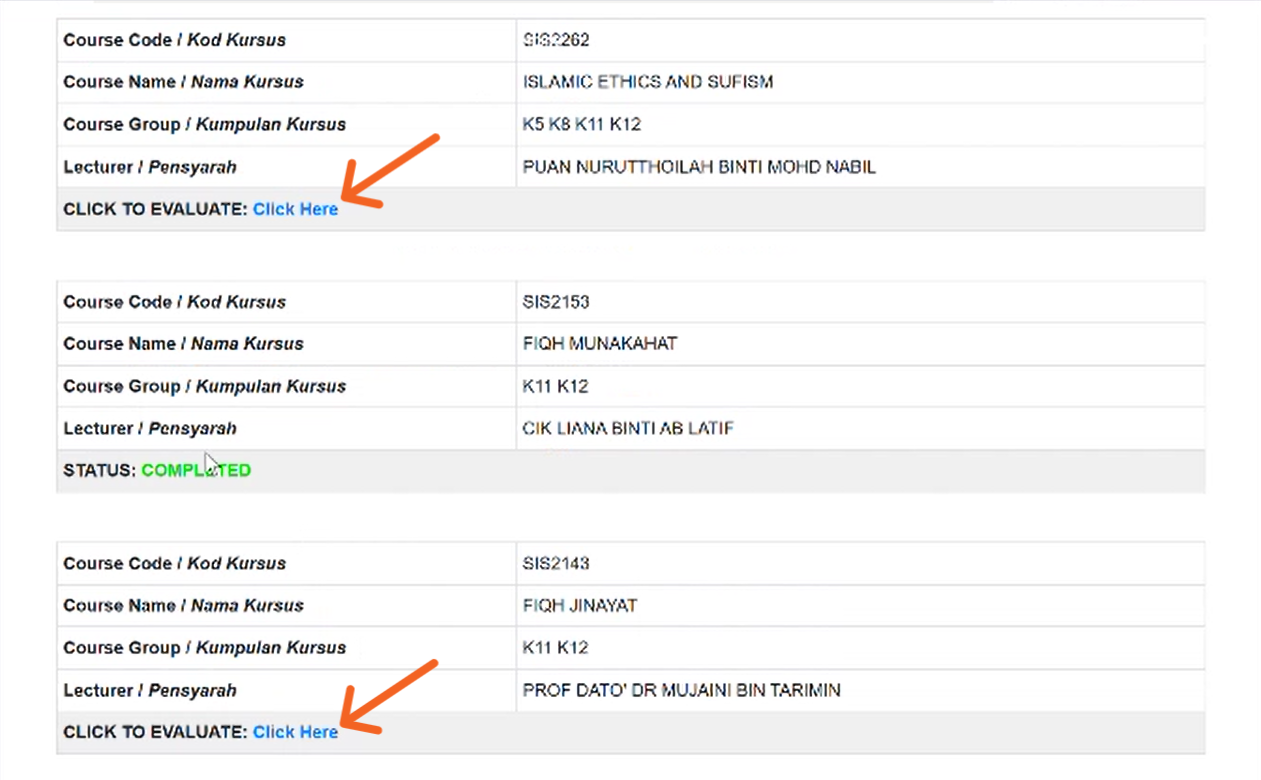 Course Code / Kod Kursus SIS2262
Course Name / Nama Kursus ISLAMIC ETHICS AND SUFISM
Course Group / Kumpulan Kursus K5 K8 K11 K12
Lecturer / Pensyarah PUAN NURUTTHOILAH BINTI MOHD NABIL
CLICK TO EVALUATE: Click Here
Course Code / Kod Kursus SIS2153
Course Name / Nama Kursus FIQH MUNAKAHAT
Course Group / Kumpulan Kursus K11 K12
Lecturer / Pensyarah CIK LIANA BINTI AB LATIF
STATUS: COMPLETED
Course Code / Kod Kursus SIS2143
Course Name / Nama Kursus FIQH JINAYAT
Course Group / Kumpulan Kursus K11 K12
Lecturer / Pensyarah PROF DATO' DR MUJAINI BIN TARIMIN
CLICK TO EVALUATE: Click Here